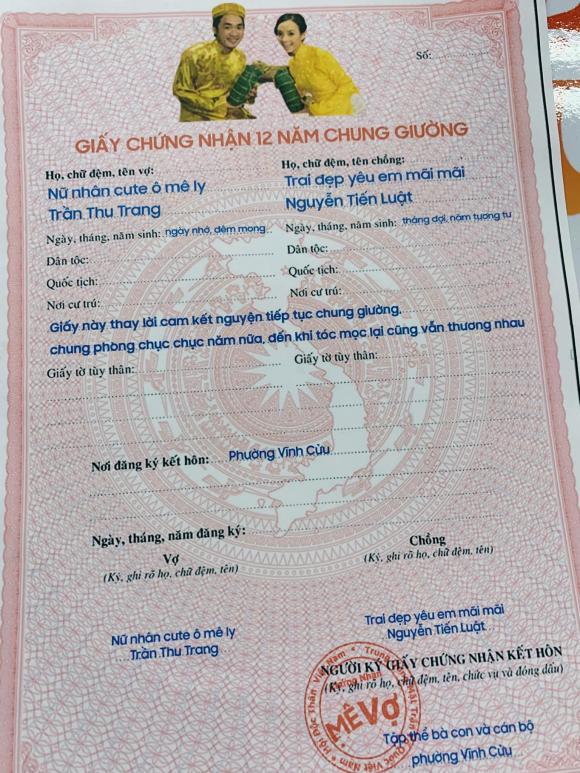 Số:
GIẤY CHỨNG NHẬN 12 NĂM CHUNG GIƯỜNG
Họ, chữ đệm, tên vợ:
Nữ nhân cute ô mê ly
Trần Thu Trang
Họ, chữ đệm, tên chồng:
Trai đẹp yêu em mãi mãi
Nguyễn Tiến Luật
Ngày, tháng, năm sinh: ngày nhớ, đêm mong
Ngày, tháng, năm sinh: tháng đợi, năm tương tư
Dân tộc:
Dân tộc:
Quốc tịch:
Quốc tịch:
Nơi cư trú:
Nơi cư trú:
Giấy này thay lời cam kết nguyện tiếp tục chung giường,
chung phòng chục chục năm nữa, đến khi tóc mọc lại cũng vẫn thương nhau
Giấy tờ tùy thân:
Giấy tờ tùy thân:
Nơi đăng ký kết hôn: Phường Vĩnh Cửu
Ngày, tháng, năm đăng ký:
Vợ
(Ký, ghi rõ họ, chữ đệm, tên)
Chồng
(Ký, ghi rõ họ, chữ đệm, tên)
Nữ nhân cute ô mê ly
Trần Thu Trang
Trai đẹp yêu em mãi mãi
Nguyễn Tiến Luật
NGƯỜI KÝ GIẤY CHỨNG NHẬN KẾT HÔN
(Ký, ghi rõ họ, chữ đệm, tên, chức vụ và đóng dấu)
Hội Độc Thân Việt Nam
Chứng Nhận
MÊ VỢ
Tập thể bà con và cán bộ
phường Vĩnh Cửu